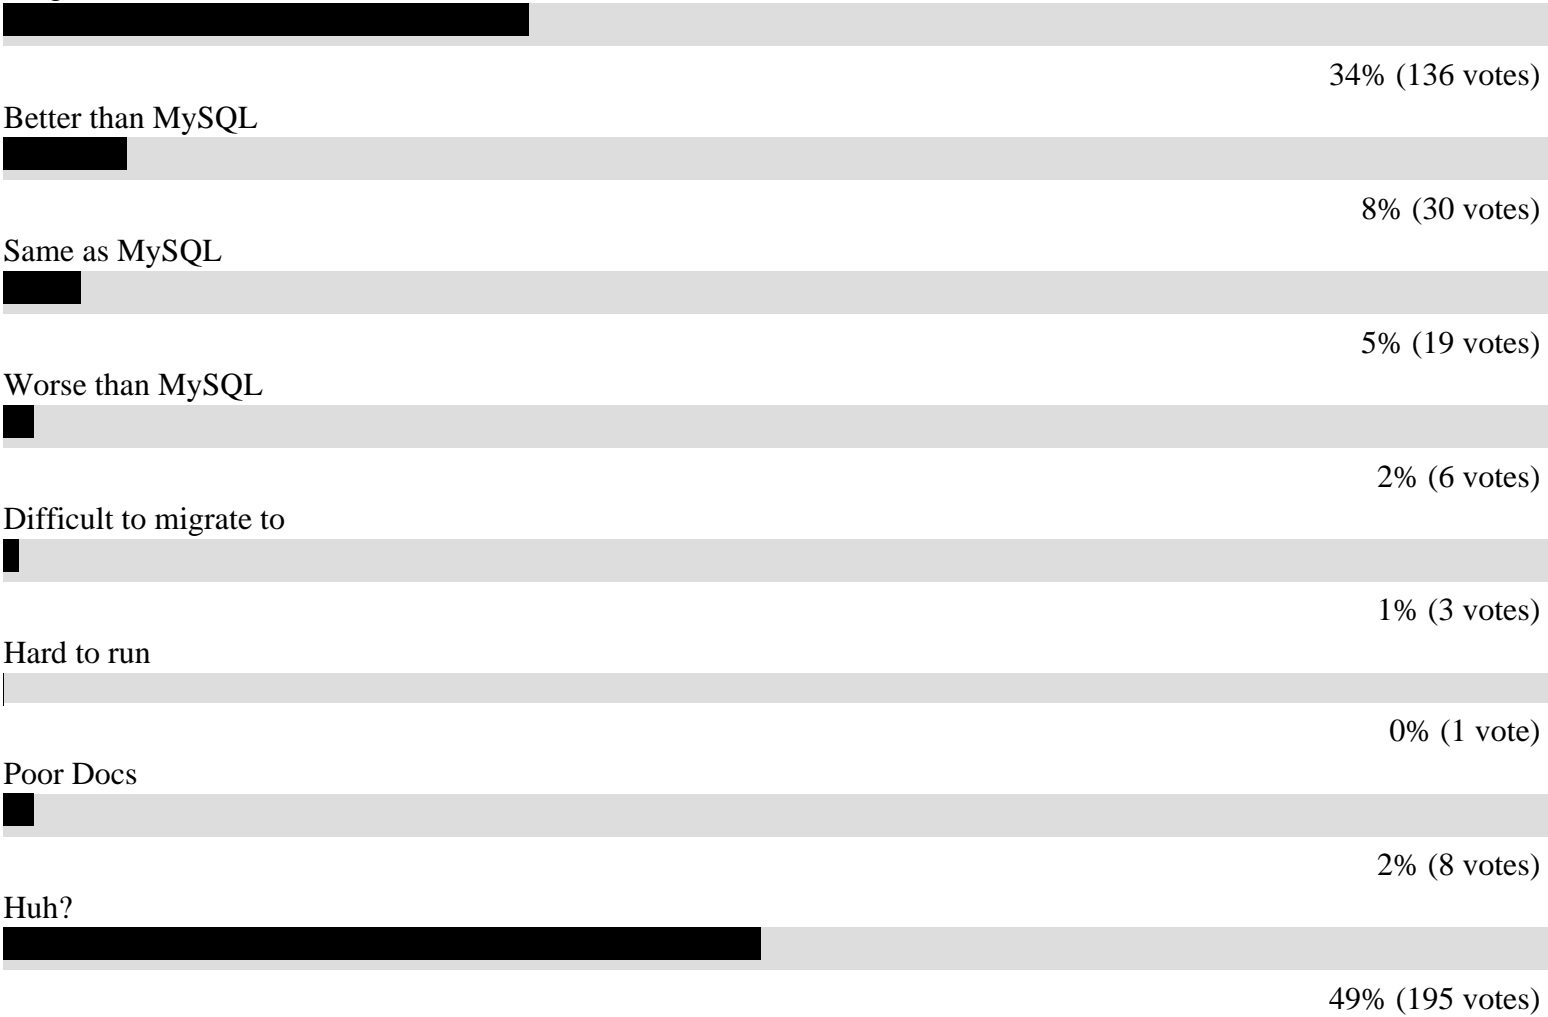 34% (136 votes)
Better than MySQL
8% (30 votes)
Same as MySQL
5% (19 votes)
Worse than MySQL
2% (6 votes)
Difficult to migrate to
1% (3 votes)
Hard to run
0% (1 vote)
Poor Docs
2% (8 votes)
Huh?
49% (195 votes)